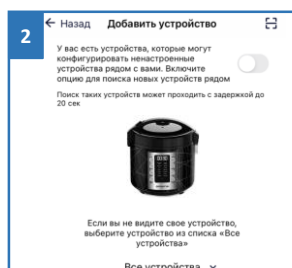 2
← Назад Добавить устройство
У вас есть устройства, которые могут
конфигурировать ненастроенные
устройства рядом с вами. Включите
опцию для поиска новых устройств рядом
Поиск таких устройств может проходить с задержкой до
20 сек
Если вы не видите свое устройство,
выберите устройство из списка «Все
устройства»
Все устройства